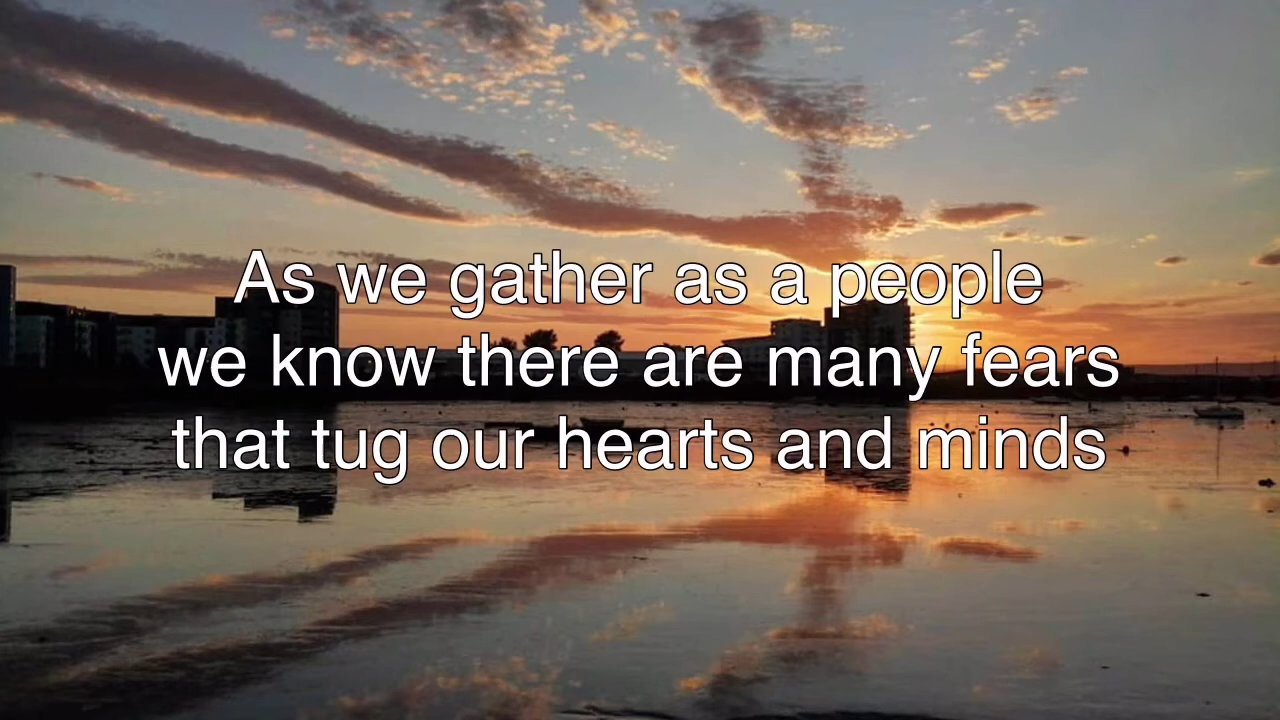 As we gather as a people
we know there are many fears
that tug our hearts and minds